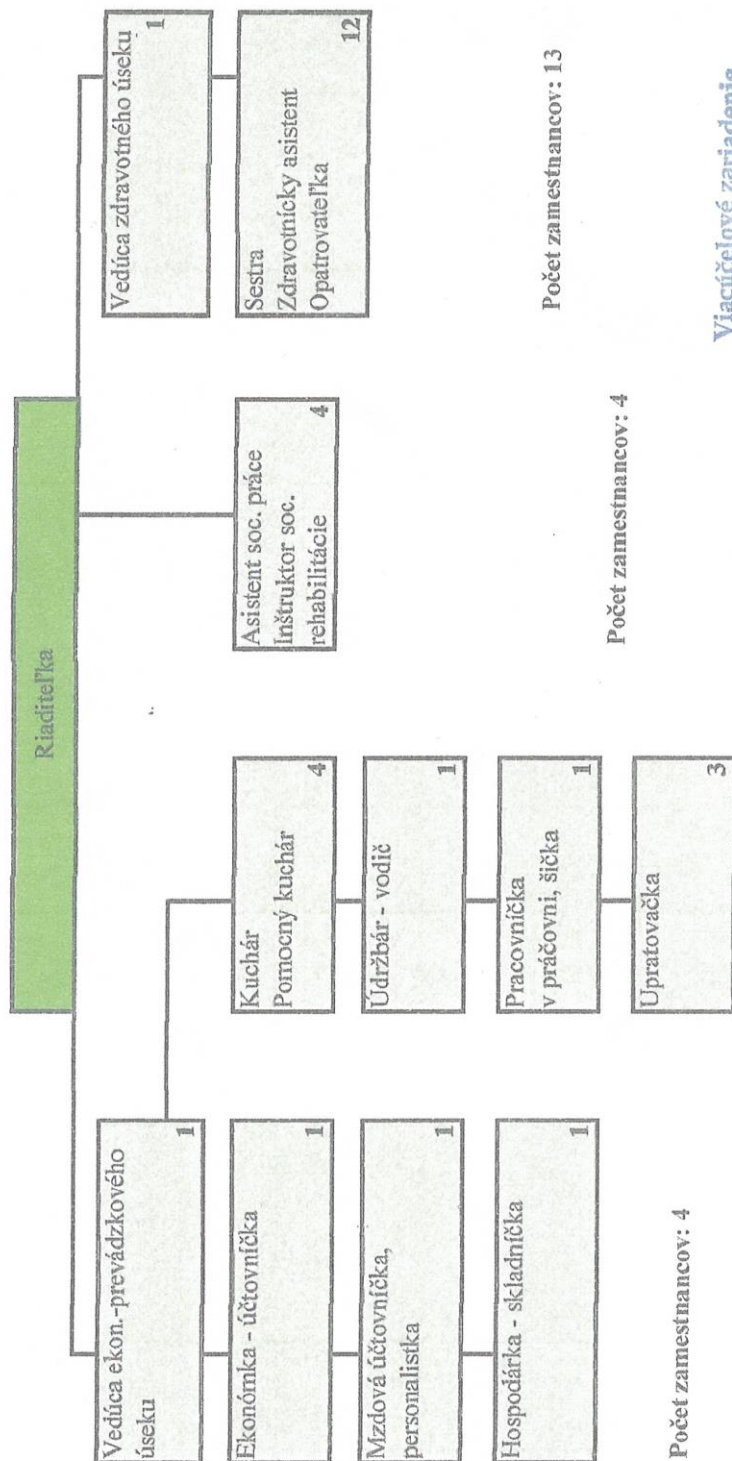 Riaditeľka
Vedúca ekon.-prevádzkového
úseku
1
Ekonómka - účtovníčka
1
Mzdová účtovníčka,
personalistka
1
Hospodárka - skladníčka
1
Počet zamestnancov: 4
Kuchár
Pomocný kuchár
4
Údržbár - vodič
1
Pracovníčka
v práčovni, šička
1
Upratovačka
3
Asistent soc. práce
Inštruktor soc.
rehabilitácie
4
Počet zamestnancov: 4
Vedúca zdravotného úseku
1
Sestra
Zdravotnícky asistent
Opatrovateľka
12
Počet zamestnancov: 13
Viacúčelové zariadenie